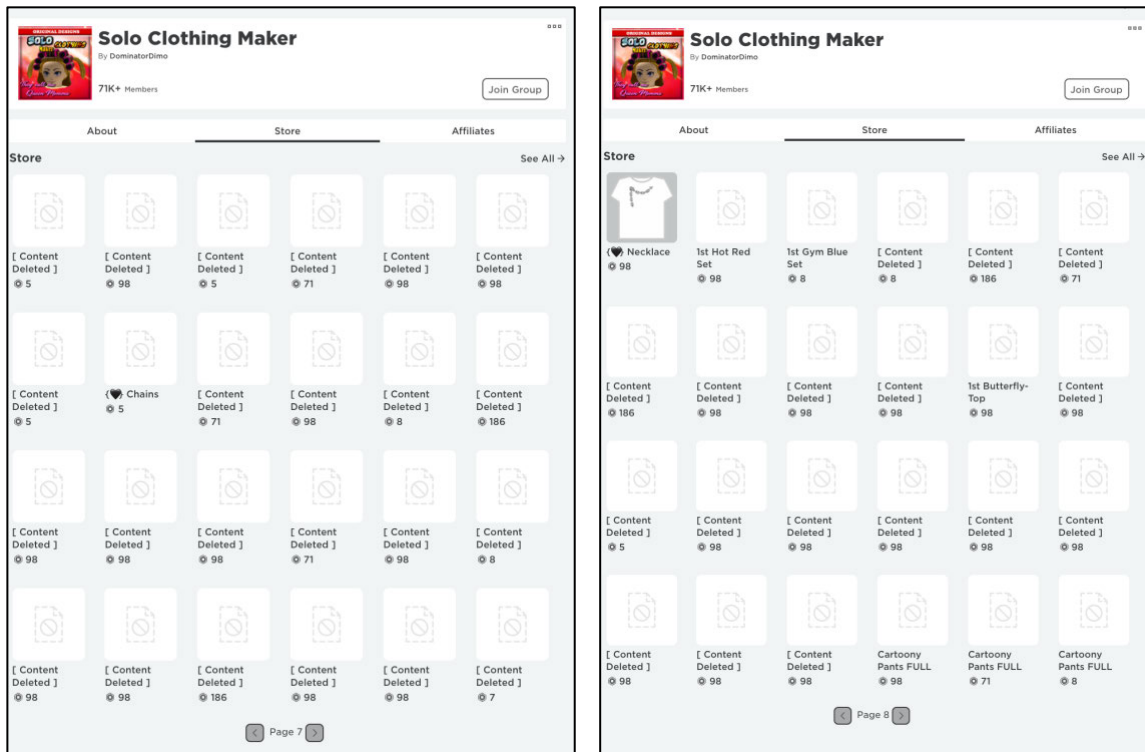 ORIGINAL DESIGNS
SOLO
CLOTHING
Solo Clothing Maker
By DominatorDimo
71K+ Members
Join Group
About Store Affiliates
Store See All →
[ Content [ Content [ Content [ Content [ Content [ Content
Deleted ] Deleted ] Deleted ] Deleted ] Deleted ] Deleted ]
5 98 5 71 98 98
[ Content {🖤} Chains [ Content [ Content [ Content [ Content
Deleted ] 5 Deleted ] Deleted ] Deleted ] Deleted ]
5 71 98 8 186
[ Content [ Content [ Content [ Content [ Content [ Content
Deleted ] Deleted ] Deleted ] Deleted ] Deleted ] Deleted ]
98 98 98 71 98 8
[ Content [ Content [ Content [ Content [ Content [ Content
Deleted ] Deleted ] Deleted ] Deleted ] Deleted ] Deleted ]
98 98 186 98 98 7
< Page 7 >
ORIGINAL DESIGNS
SOLO
CLOTHING
Solo Clothing Maker
By DominatorDimo
71K+ Members
Join Group
About Store Affiliates
Store See All →
{🖤} Necklace 1st Hot Red 1st Gym Blue [ Content [ Content [ Content
98 Set Set Deleted ] Deleted ] Deleted ]
98 8 8 186 71
[ Content [ Content [ Content [ Content 1st Butterfly- [ Content
Deleted ] Deleted ] Deleted ] Deleted ] Top Deleted ]
186 98 98 98 98 98
[ Content [ Content [ Content [ Content [ Content [ Content
Deleted ] Deleted ] Deleted ] Deleted ] Deleted ] Deleted ]
5 98 98 98 98 98
[ Content [ Content [ Content Cartoony Cartoony Cartoony
Deleted ] Deleted ] Deleted ] Pants FULL Pants FULL Pants FULL
98 98 98 98 71 8
< Page 8 >